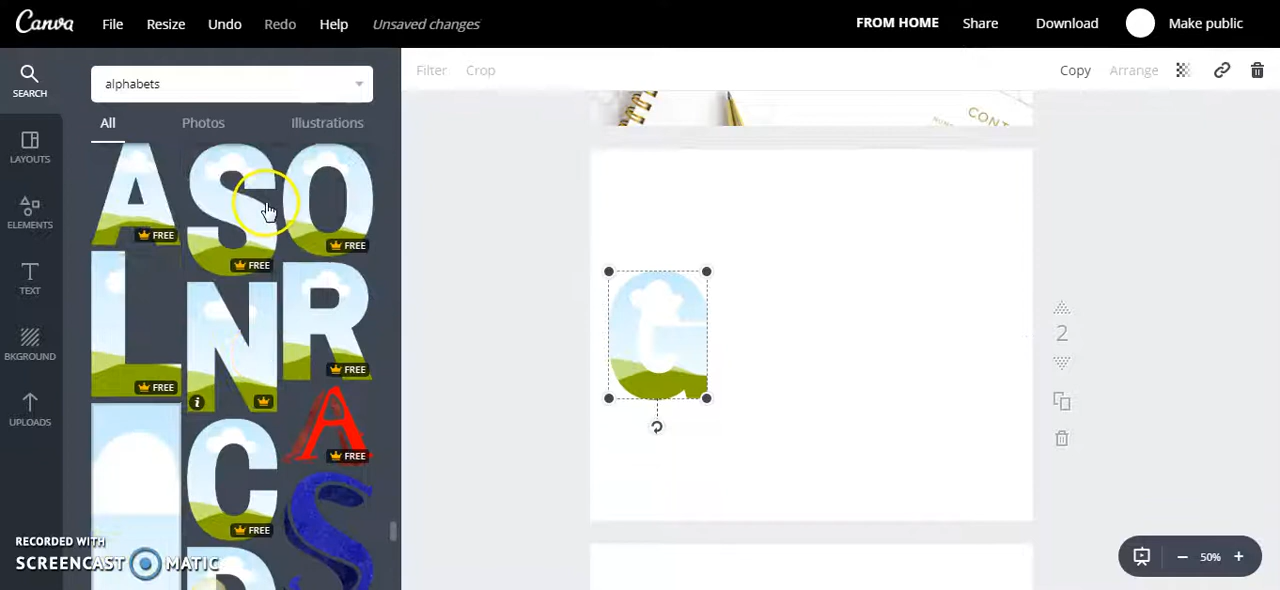 Canva File Resize Undo Redo Help Unsaved changes FROM HOME Share Download Make public
SEARCH
LAYOUTS
ELEMENTS
TEXT
BKGROUND
UPLOADS
alphabets
All Photos Illustrations
A S O
FREE FREE FREE
L N R
FREE FREE
C A
FREE FREE
S
Filter Crop Copy Arrange
CONT
2
50%
RECORDED WITH
SCREENCAST MATIC